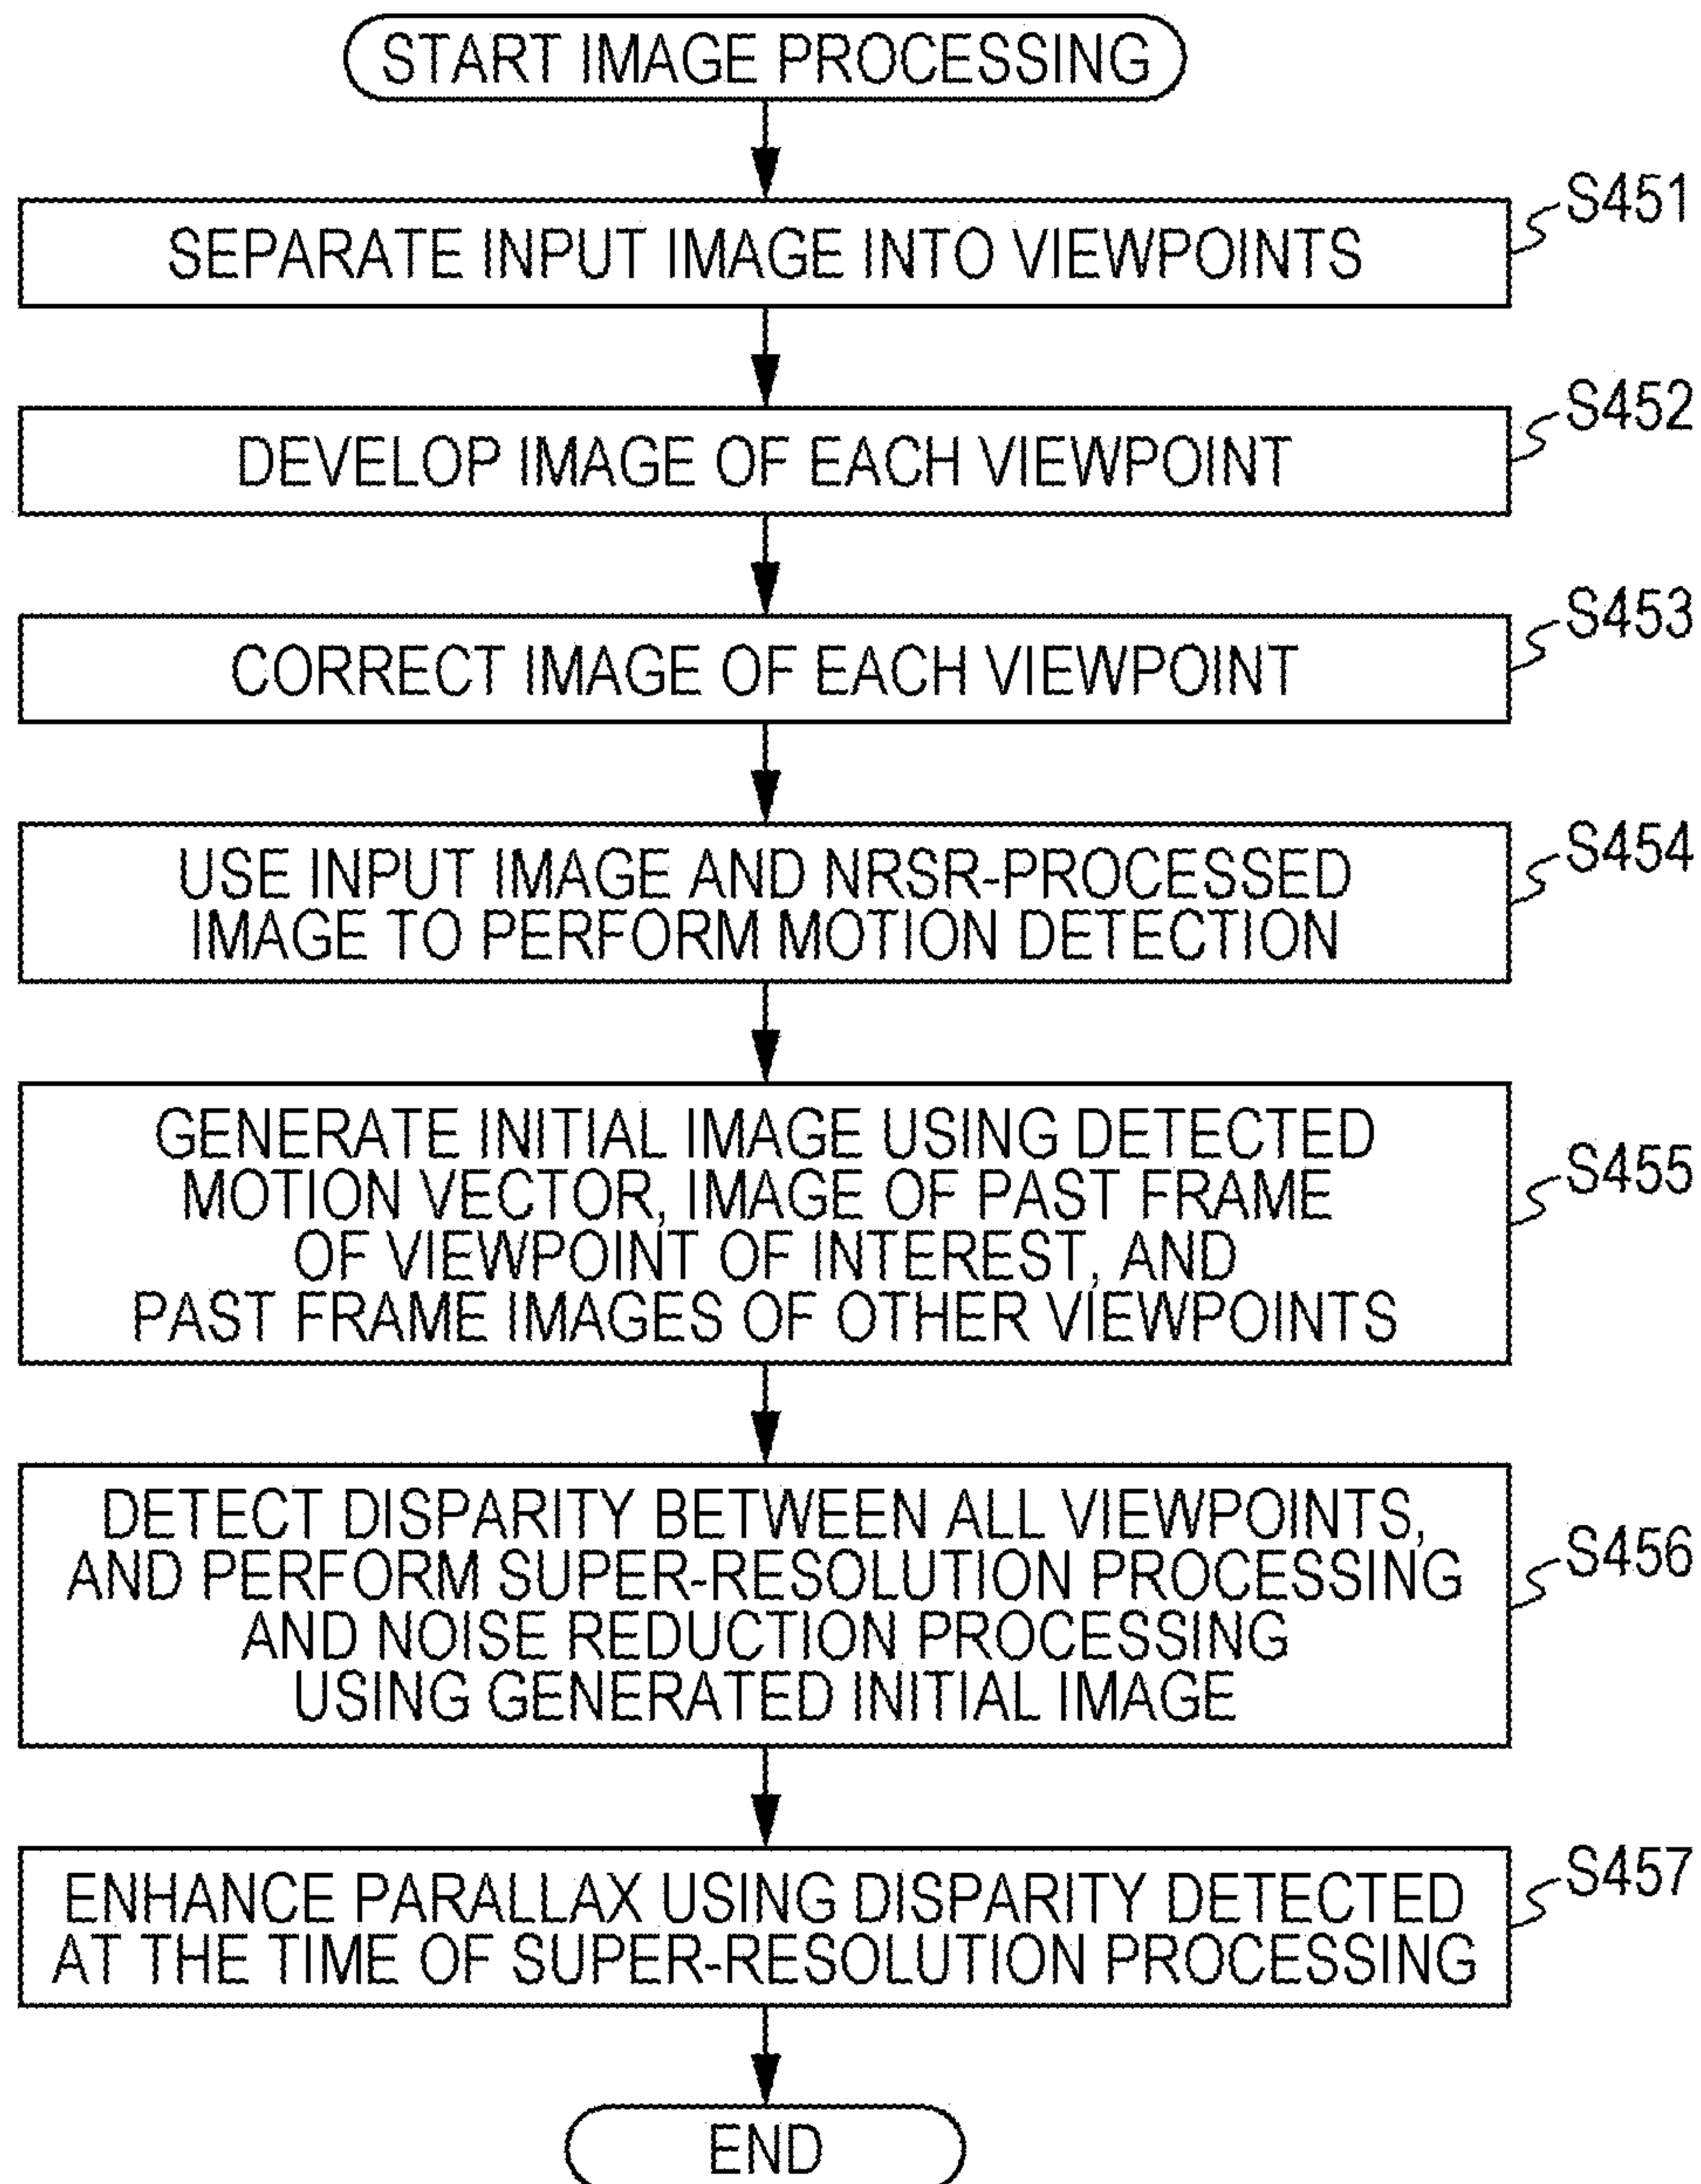 START IMAGE PROCESSING
S451
SEPARATE INPUT IMAGE INTO VIEWPOINTS
S452
DEVELOP IMAGE OF EACH VIEWPOINT
S453
CORRECT IMAGE OF EACH VIEWPOINT
S454
USE INPUT IMAGE AND NRSR-PROCESSED
IMAGE TO PERFORM MOTION DETECTION
S455
GENERATE INITIAL IMAGE USING DETECTED
MOTION VECTOR, IMAGE OF PAST FRAME
OF VIEWPOINT OF INTEREST, AND
PAST FRAME IMAGES OF OTHER VIEWPOINTS
S456
DETECT DISPARITY BETWEEN ALL VIEWPOINTS,
AND PERFORM SUPER-RESOLUTION PROCESSING
AND NOISE REDUCTION PROCESSING
USING GENERATED INITIAL IMAGE
S457
ENHANCE PARALLAX USING DISPARITY DETECTED
AT THE TIME OF SUPER-RESOLUTION PROCESSING
END